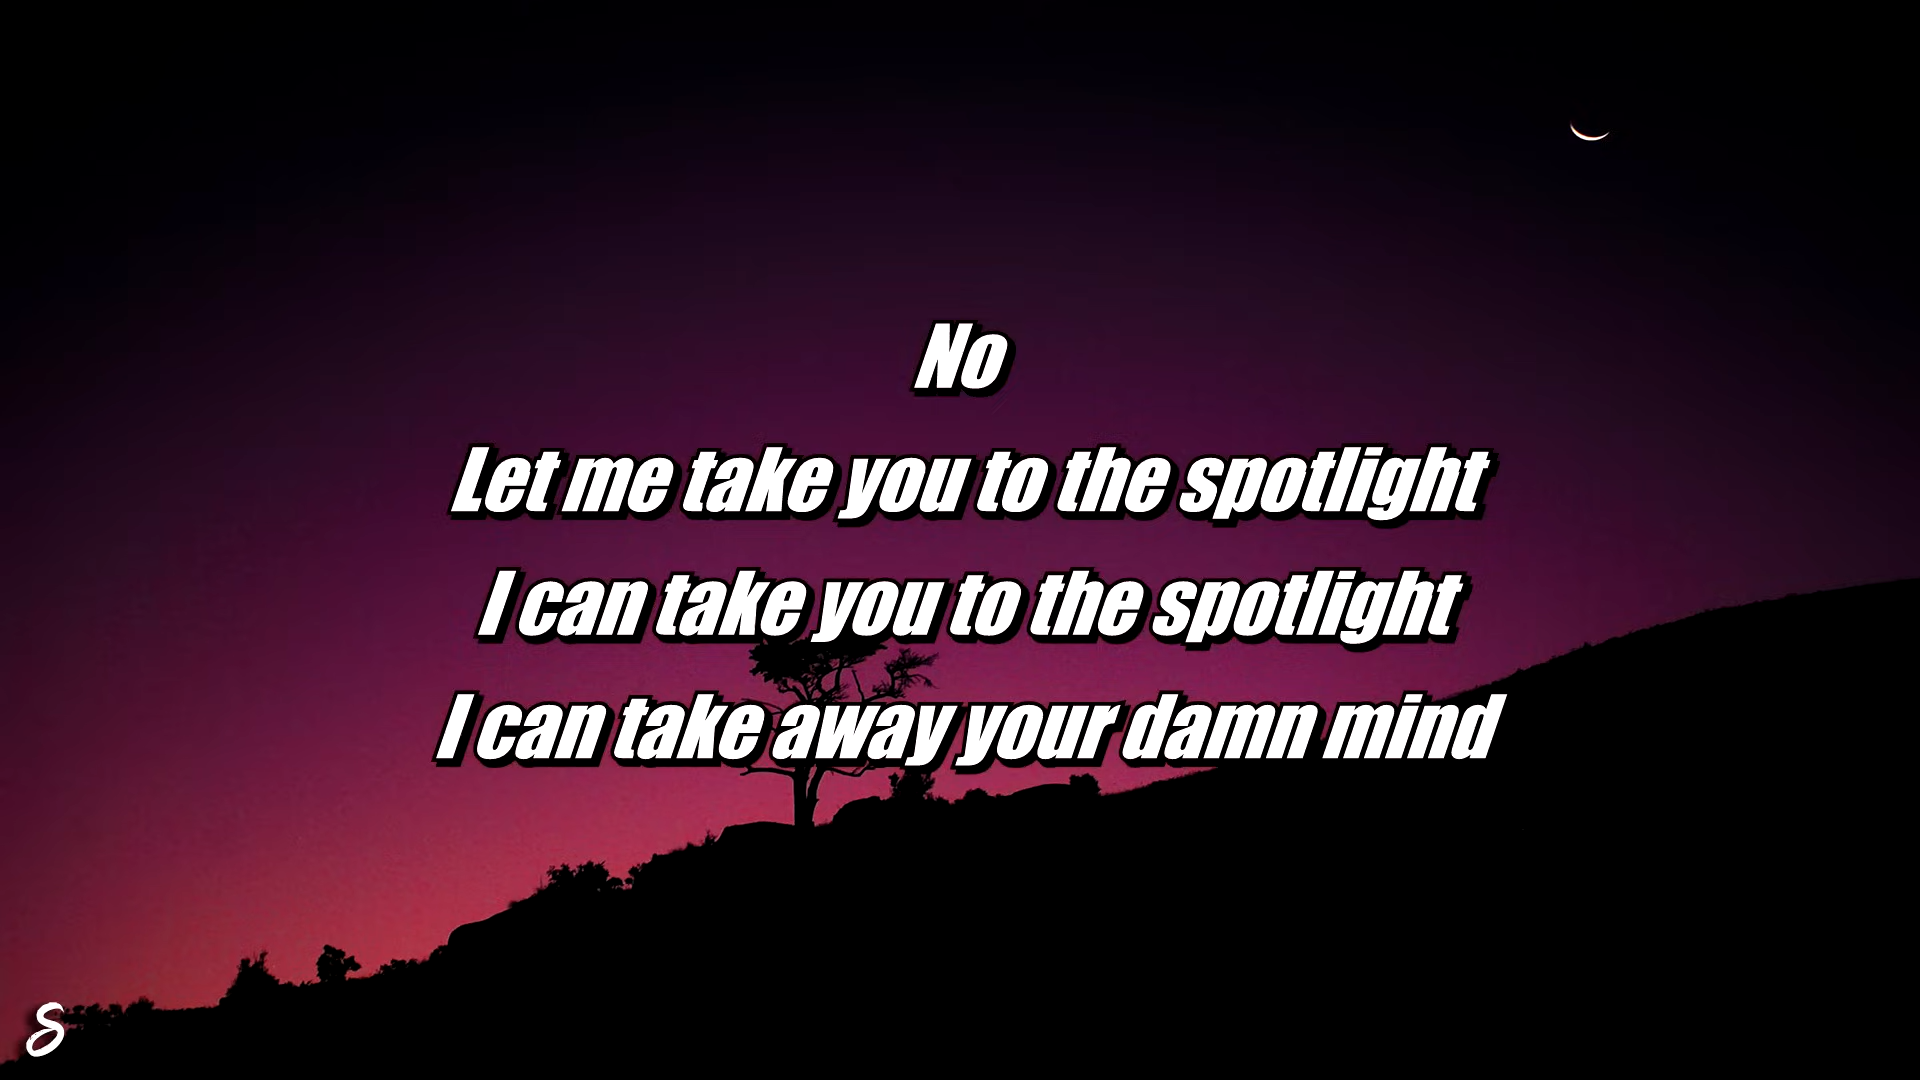 No
Let me take you to the spotlight
I can take you to the spotlight
I can take away your damn mind
S